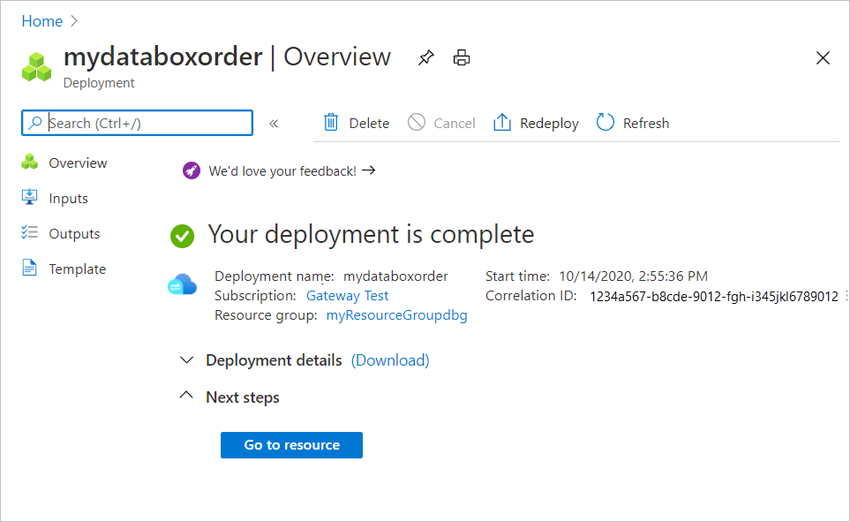 Home
mydataboxorder | Overview
Deployment
Search (Ctrl+/)
«
Delete
Cancel
Redeploy
Refresh
Overview
Inputs
Outputs
Template
We'd love your feedback! →
Your deployment is complete
Deployment name: mydataboxorder
Subscription: Gateway Test
Resource group: myResourceGroupdbg
Start time: 10/14/2020, 2:55:36 PM
Correlation ID: 1234a567-b8cde-9012-fgh-i345jkl6789012
Deployment details (Download)
Next steps
Go to resource